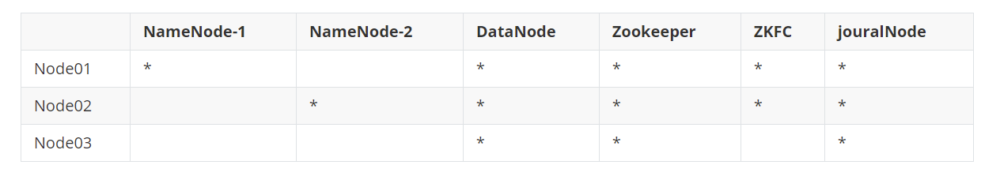 NameNode-1 NameNode-2 DataNode Zookeeper ZKFC jouralNode
Node01 * * * * *
Node02 * * * * *
Node03 * * *